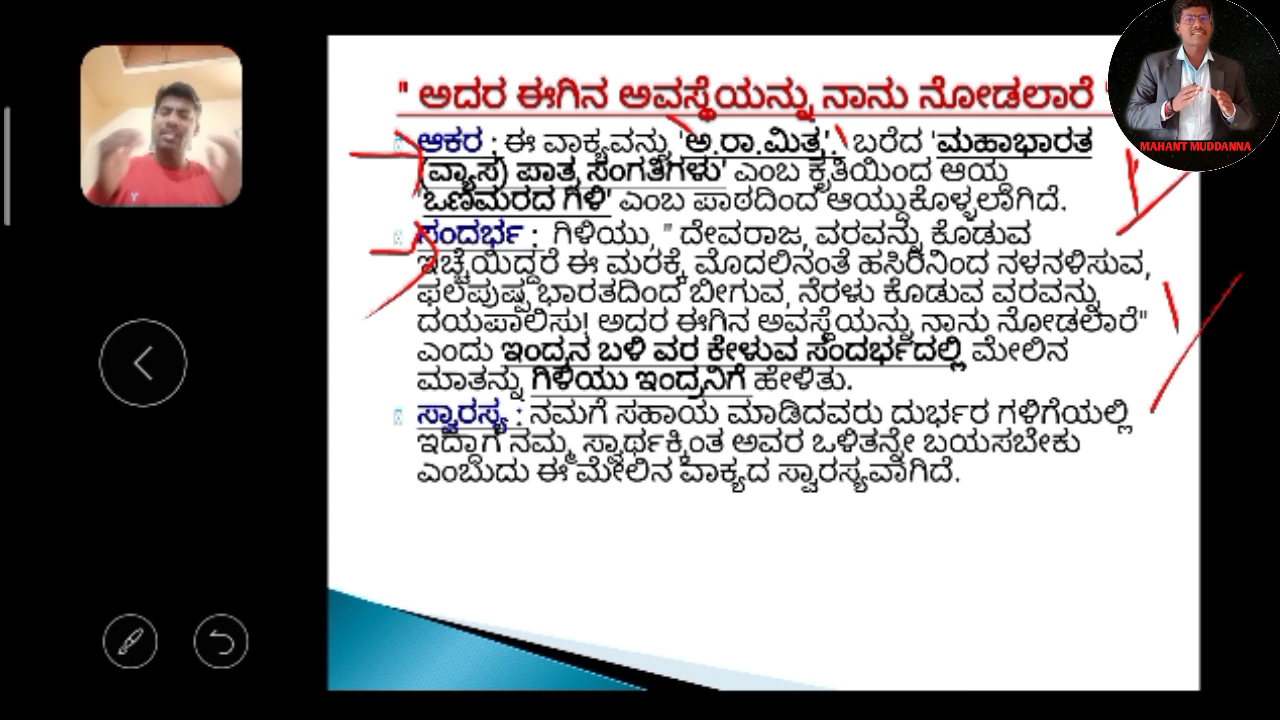 " ಅದರ ಈಗಿನ ಅವಸ್ಥೆಯನ್ನು ನಾನು ನೋಡಲಾರೆ "
MAHANT MUDDANNA
ಆಕರ : ಈ ವಾಕ್ಯವನ್ನು 'ಅ.ರಾ.ಮಿತ್ರ'. ಬರೆದ 'ಮಹಾಭಾರತ
(ವ್ಯಾಸ) ಪಾತ್ರ ಸಂಗತಿಗಳು' ಎಂಬ ಕೃತಿಯಿಂದ ಆಯ್ದ
'ಒಣಮರದ ಗಿಳಿ' ಎಂಬ ಪಾಠದಿಂದ ಆಯ್ದುಕೊಳ್ಳಲಾಗಿದೆ.
ಸಂದರ್ಭ : ಗಿಳಿಯು, " ದೇವರಾಜ, ವರವನ್ನು ಕೊಡುವ
ಇಚ್ಛೆಯಿದ್ದರೆ ಈ ಮರಕ್ಕೆ ಮೊದಲಿನಂತೆ ಹಸಿರಿನಿಂದ ನಳನಳಿಸುವ,
ಫಲಪುಷ್ಪ ಭಾರತದಿಂದ ಬೀಗುವ, ನೆರಳು ಕೊಡುವ ವರವನ್ನು
ದಯಪಾಲಿಸು! ಅದರ ಈಗಿನ ಅವಸ್ಥೆಯನ್ನು ನಾನು ನೋಡಲಾರೆ"
ಎಂದು ಇಂದ್ರನ ಬಳಿ ವರ ಕೇಳುವ ಸಂದರ್ಭದಲ್ಲಿ ಮೇಲಿನ
ಮಾತನ್ನು ಗಿಳಿಯು ಇಂದ್ರನಿಗೆ ಹೇಳಿತು.
ಸ್ವಾರಸ್ಯ : ನಮಗೆ ಸಹಾಯ ಮಾಡಿದವರು ದುರ್ಭರ ಗಳಿಗೆಯಲ್ಲಿ
ಇದ್ದಾಗ ನಮ್ಮ ಸ್ವಾರ್ಥಕ್ಕಿಂತ ಅವರ ಒಳಿತನ್ನೇ ಬಯಸಬೇಕು
ಎಂಬುದು ಈ ಮೇಲಿನ ವಾಕ್ಯದ ಸ್ವಾರಸ್ಯವಾಗಿದೆ.